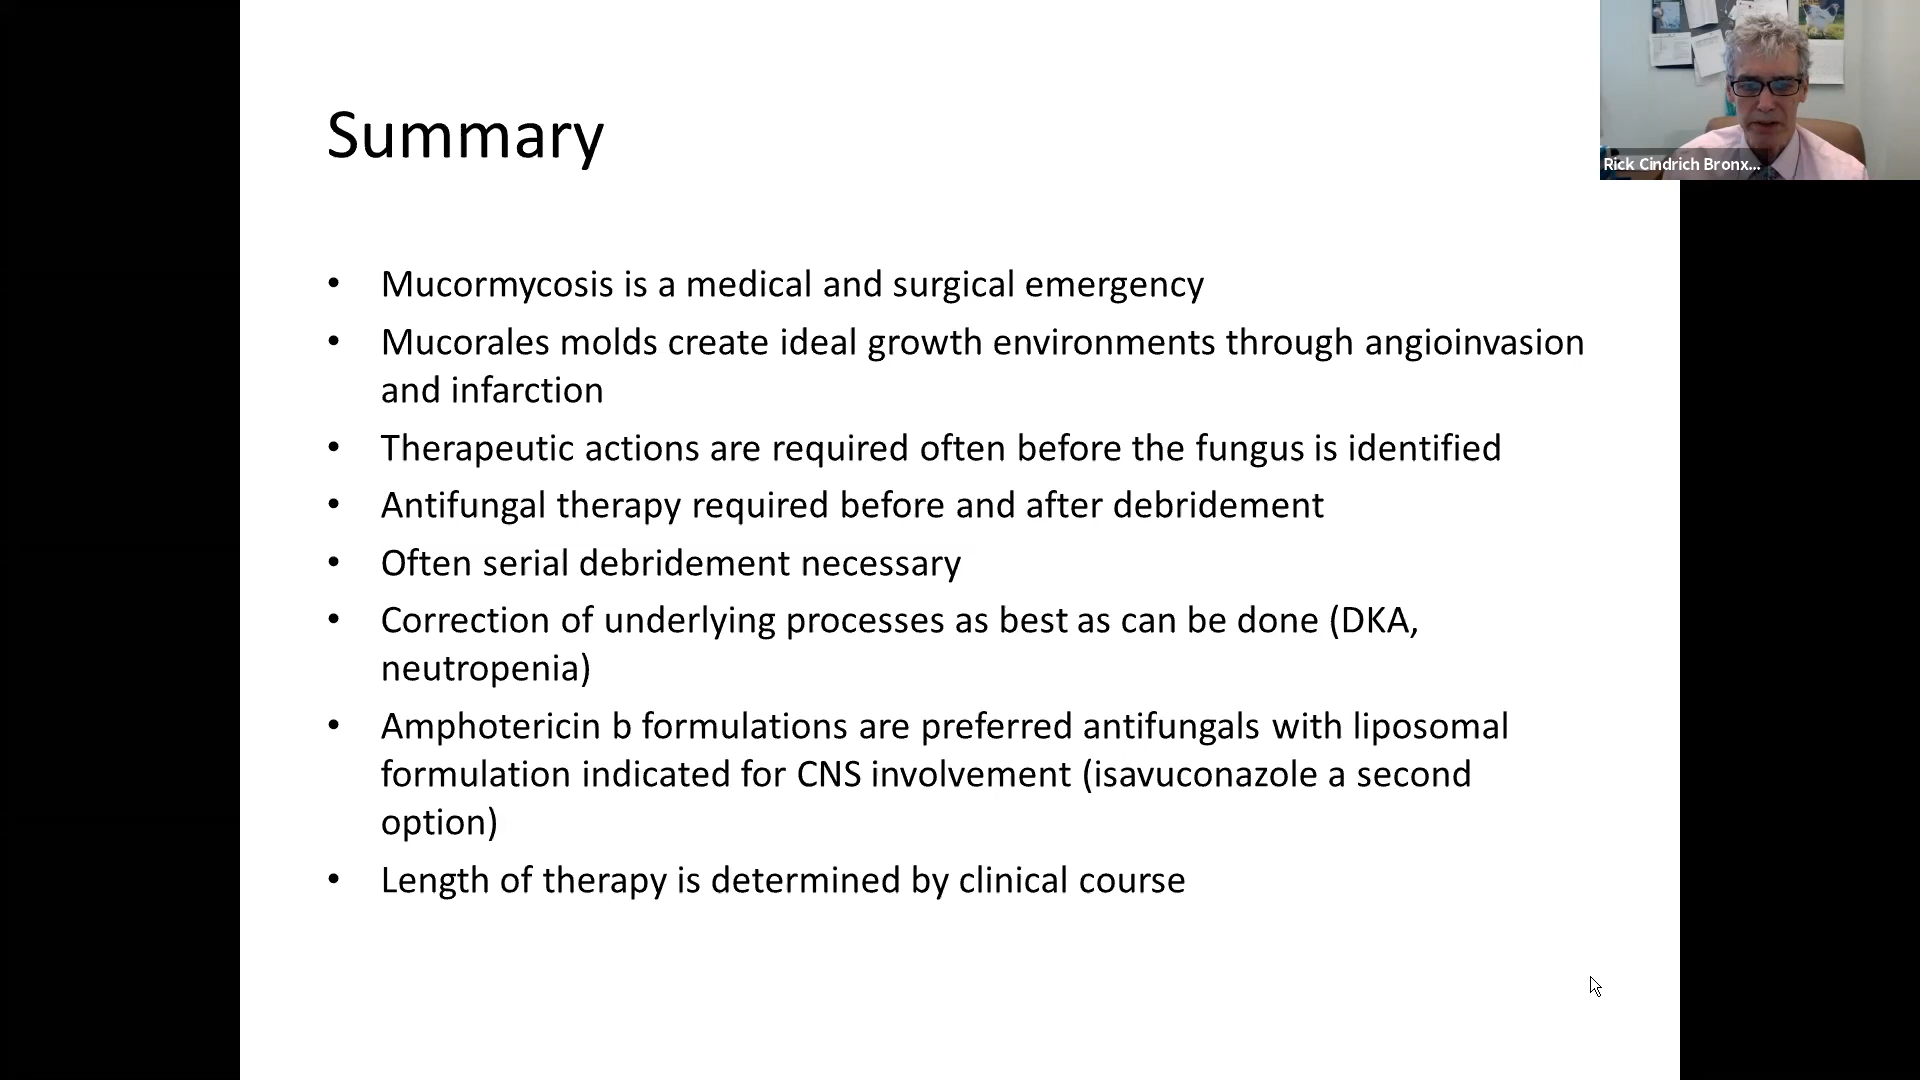 Summary
Rick Cindrich Bronx...
• Mucormycosis is a medical and surgical emergency
• Mucorales molds create ideal growth environments through angioinvasion
and infarction
• Therapeutic actions are required often before the fungus is identified
• Antifungal therapy required before and after debridement
• Often serial debridement necessary
• Correction of underlying processes as best as can be done (DKA,
neutropenia)
• Amphotericin b formulations are preferred antifungals with liposomal
formulation indicated for CNS involvement (isavuconazole a second
option)
• Length of therapy is determined by clinical course